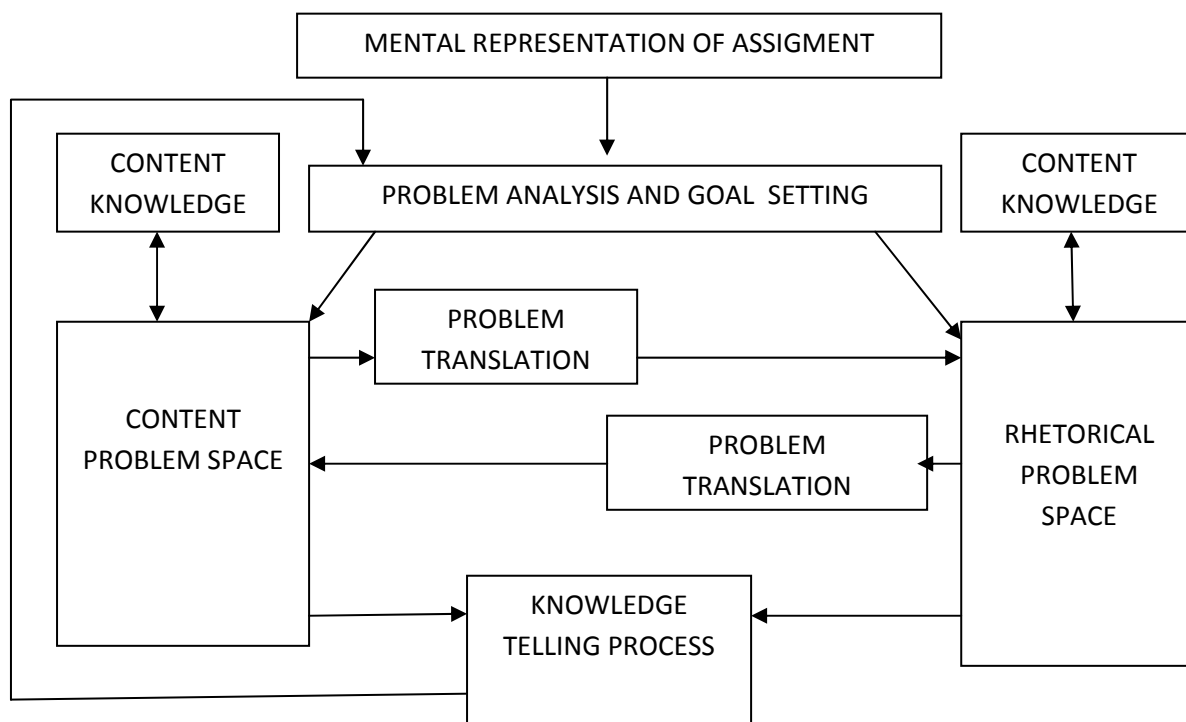 MENTAL REPRESENTATION OF ASSIGMENT
CONTENT
KNOWLEDGE
PROBLEM ANALYSIS AND GOAL  SETTING
CONTENT
KNOWLEDGE
PROBLEM
TRANSLATION
CONTENT
PROBLEM SPACE
PROBLEM
TRANSLATION
RHETORICAL
PROBLEM
SPACE
KNOWLEDGE
TELLING PROCESS